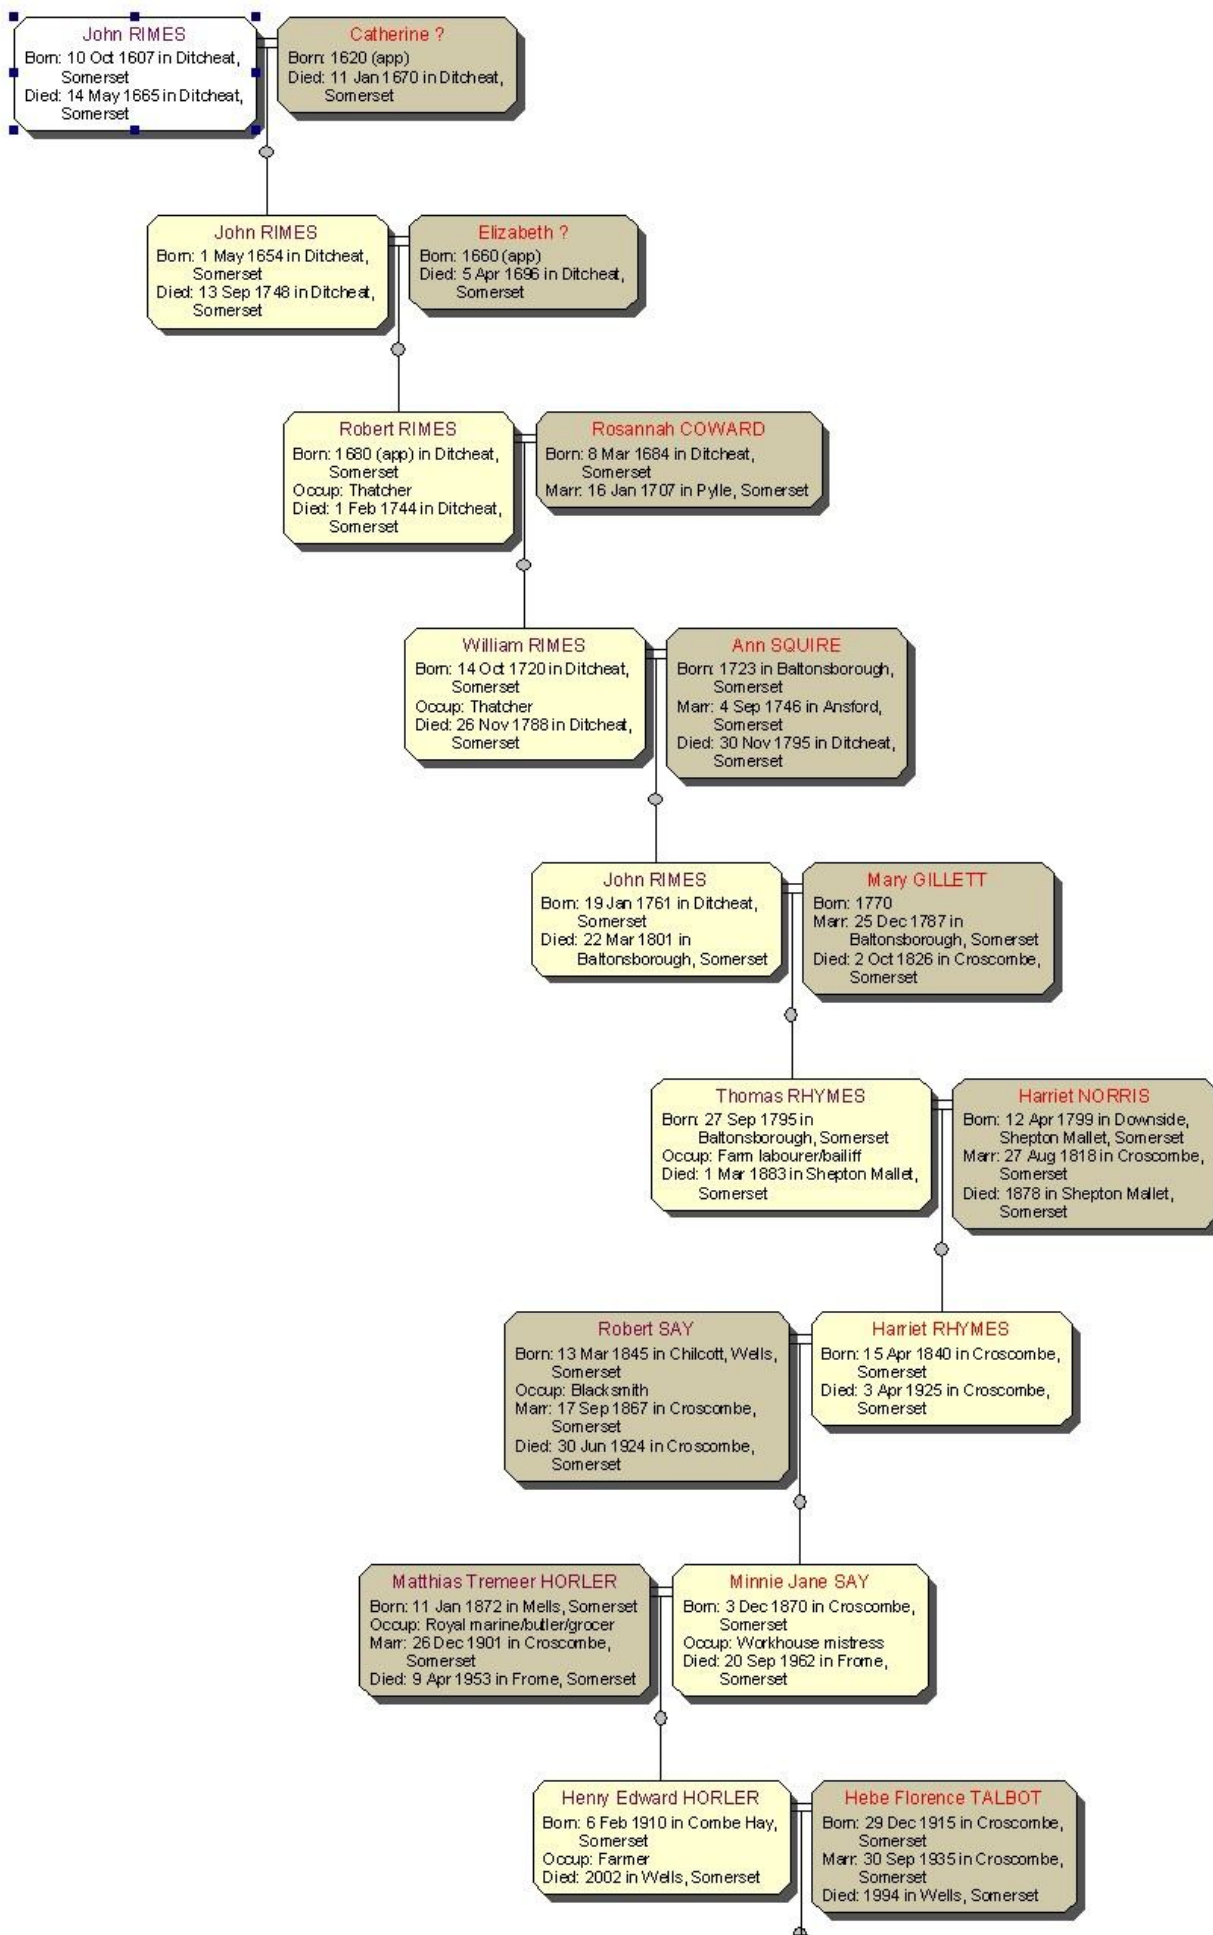 John RIMES
Born: 10 Oct 1607 in Ditcheat,
Somerset
Died: 14 May 1665 in Ditcheat,
Somerset
Catherine ?
Born: 1620 (app)
Died: 11 Jan 1670 in Ditcheat,
Somerset
John RIMES
Born: 1 May 1654 in Ditcheat,
Somerset
Died: 13 Sep 1748 in Ditcheat,
Somerset
Elizabeth ?
Born: 1660 (app)
Died: 5 Apr 1696 in Ditcheat,
Somerset
Robert RIMES
Born: 1680 (app) in Ditcheat,
Somerset
Occup: Thatcher
Died: 1 Feb 1744 in Ditcheat,
Somerset
Rosannah COWARD
Born: 8 Mar 1684 in Ditcheat,
Somerset
Marr: 16 Jan 1707 in Pylle, Somerset
William RIMES
Born: 14 Oct 1720 in Ditcheat,
Somerset
Occup: Thatcher
Died: 26 Nov 1788 in Ditcheat,
Somerset
Ann SQUIRE
Born: 1723 in Baltonsborough,
Somerset
Marr: 4 Sep 1746 in Ansford,
Somerset
Died: 30 Nov 1795 in Ditcheat,
Somerset
John RIMES
Born: 19 Jan 1761 in Ditcheat,
Somerset
Died: 22 Mar 1801 in
Baltonsborough, Somerset
Mary GILLETT
Born: 1770
Marr: 25 Dec 1787 in
Baltonsborough, Somerset
Died: 2 Oct 1826 in Croscombe,
Somerset
Thomas RHYMES
Born: 27 Sep 1795 in
Baltonsborough, Somerset
Occup: Farm labourer/bailiff
Died: 1 Mar 1883 in Shepton Mallet,
Somerset
Harriet NORRIS
Born: 12 Apr 1799 in Downside,
Shepton Mallet, Somerset
Marr: 27 Aug 1818 in Croscombe,
Somerset
Died: 1878 in Shepton Mallet,
Somerset
Robert SAY
Born: 13 Mar 1845 in Chilcott, Wells,
Somerset
Occup: Blacksmith
Marr: 17 Sep 1867 in Croscombe,
Somerset
Died: 30 Jun 1924 in Croscombe,
Somerset
Harriet RHYMES
Born: 15 Apr 1840 in Croscombe,
Somerset
Died: 3 Apr 1925 in Croscombe,
Somerset
Matthias Tremeer HORLER
Born: 11 Jan 1872 in Mells, Somerset
Occup: Royal marine/butler/grocer
Marr: 26 Dec 1901 in Croscombe,
Somerset
Died: 9 Apr 1953 in Frome, Somerset
Minnie Jane SAY
Born: 3 Dec 1870 in Croscombe,
Somerset
Occup: Workhouse mistress
Died: 20 Sep 1962 in Frome,
Somerset
Henry Edward HORLER
Born: 6 Feb 1910 in Combe Hay,
Somerset
Occup: Farmer
Died: 2002 in Wells, Somerset
Hebe Florence TALBOT
Born: 29 Dec 1915 in Croscombe,
Somerset
Marr: 30 Sep 1935 in Croscombe,
Somerset
Died: 1994 in Wells, Somerset